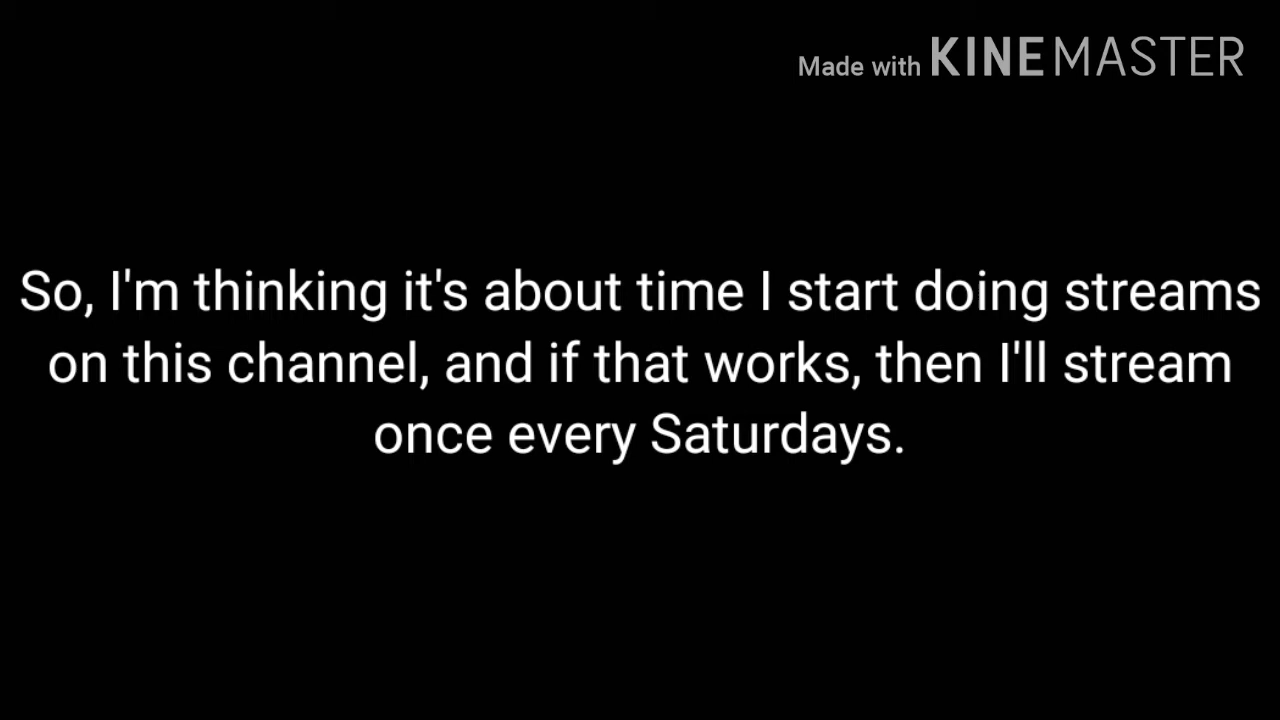 Made with KINEMASTER
So, I'm thinking it's about time I start doing streams
on this channel, and if that works, then I'll stream
once every Saturdays.